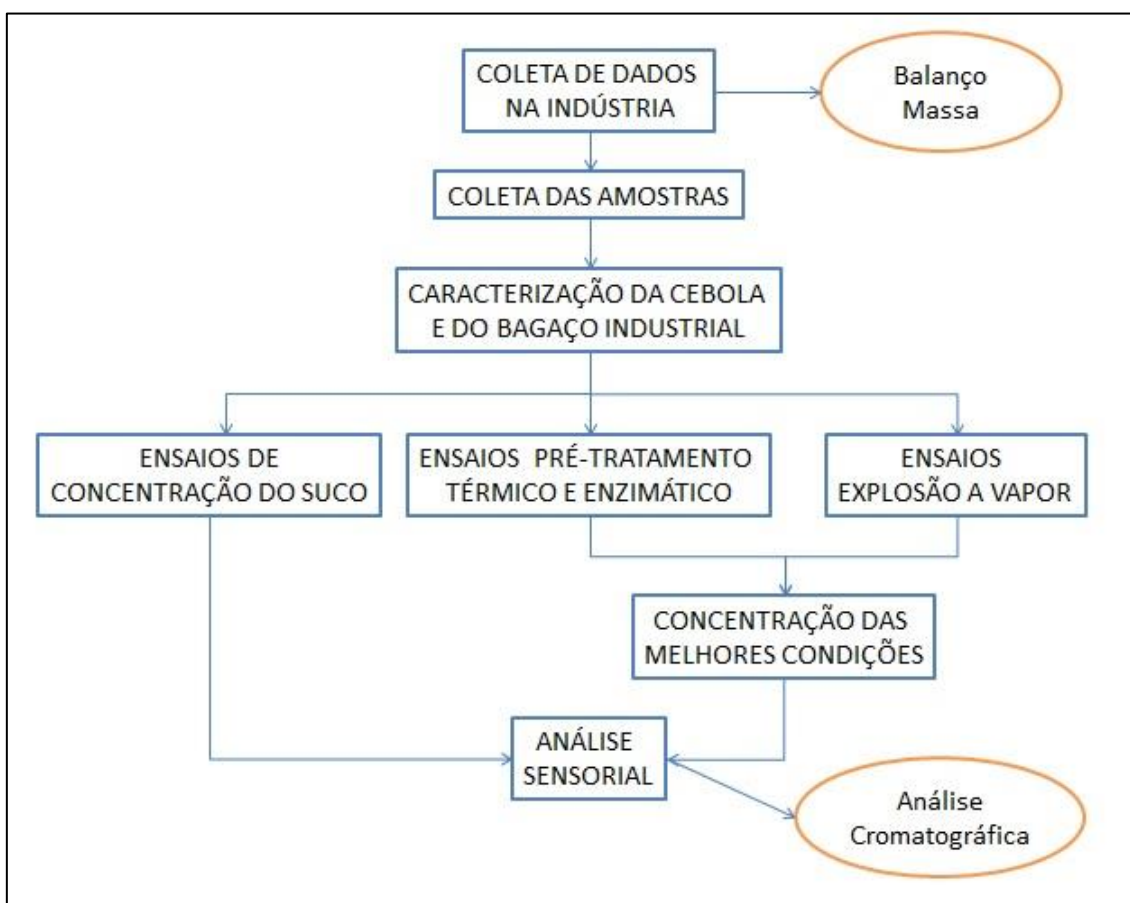 COLETA DE DADOS
NA INDÚSTRIA
Balanço
Massa
COLETA DAS AMOSTRAS
CARACTERIZAÇÃO DA CEBOLA
E DO BAGAÇO INDUSTRIAL
ENSAIOS DE
CONCENTRAÇÃO DO SUCO
ENSAIOS PRÉ-TRATAMENTO
TÉRMICO E ENZIMÁTICO
ENSAIOS
EXPLOSÃO A VAPOR
CONCENTRAÇÃO DAS
MELHORES CONDIÇÕES
ANÁLISE
SENSORIAL
Análise
Cromatográfica